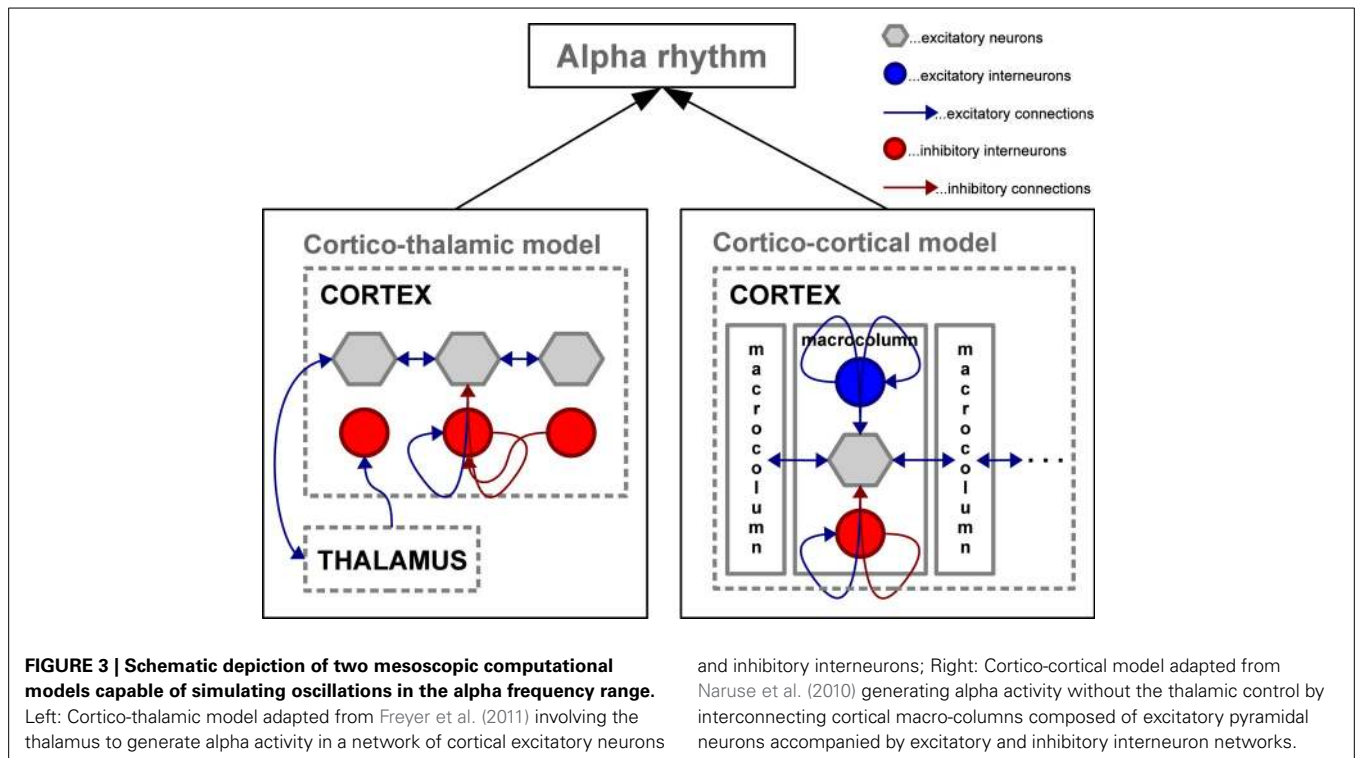 Alpha rhythm
...excitatory neurons
...excitatory interneurons
...excitatory connections
...inhibitory interneurons
...inhibitory connections
Cortico-thalamic model
CORTEX
THALAMUS
Cortico-cortical model
CORTEX
macrocolumn
macrocolumn
macrocolumn
...
FIGURE 3 | Schematic depiction of two mesoscopic computational
models capable of simulating oscillations in the alpha frequency range.
Left: Cortico-thalamic model adapted from Freyer et al. (2011) involving the
thalamus to generate alpha activity in a network of cortical excitatory neurons
and inhibitory interneurons; Right: Cortico-cortical model adapted from
Naruse et al. (2010) generating alpha activity without the thalamic control by
interconnecting cortical macro-columns composed of excitatory pyramidal
neurons accompanied by excitatory and inhibitory interneuron networks.